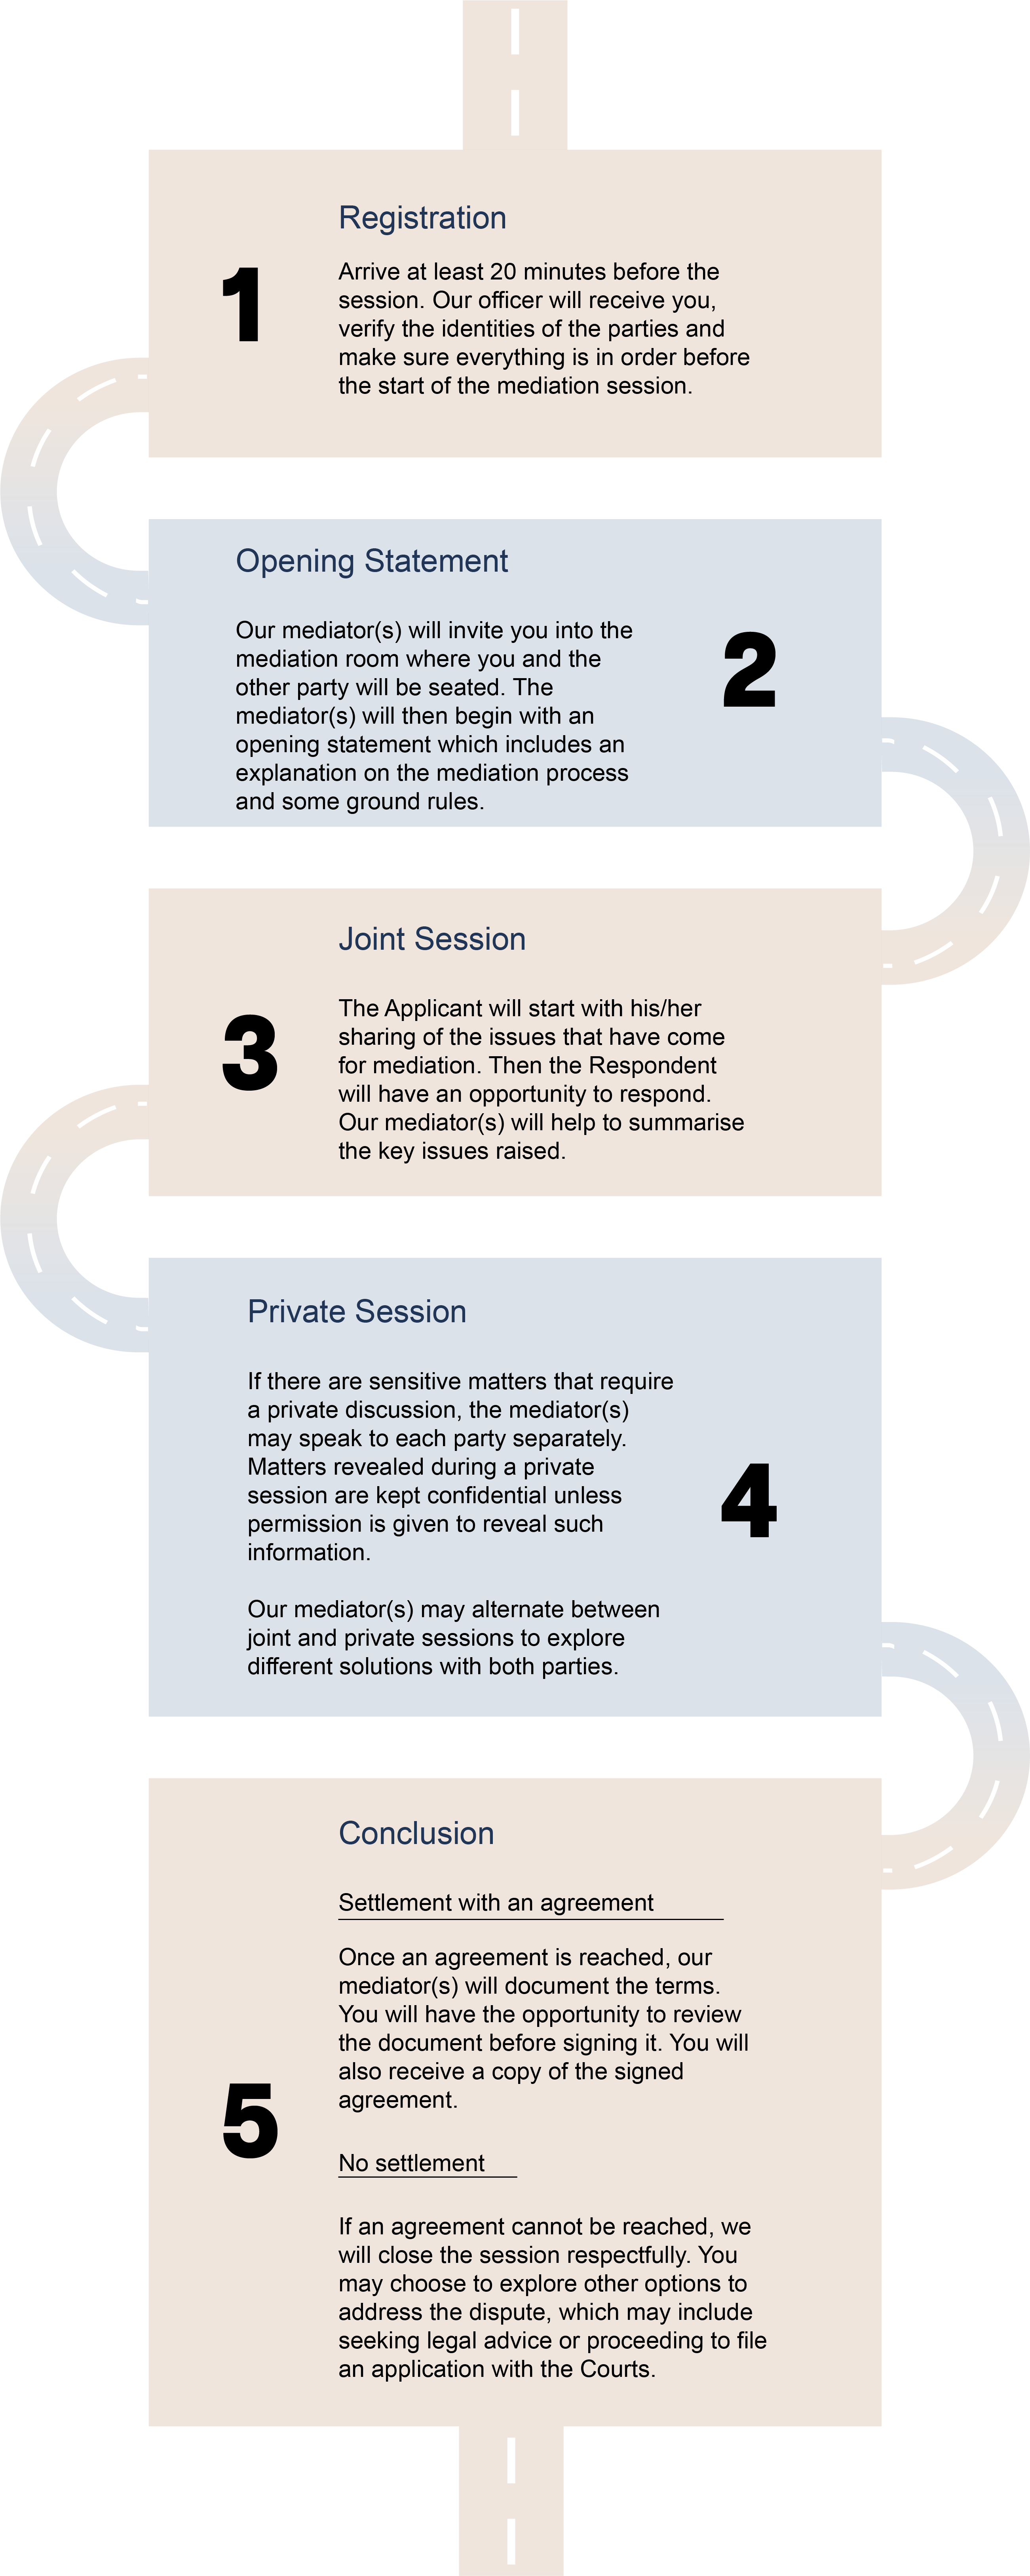 Registration
1
Arrive at least 20 minutes before the
session. Our officer will receive you,
verify the identities of the parties and
make sure everything is in order before
the start of the mediation session.
Opening Statement
Our mediator(s) will invite you into the
mediation room where you and the
other party will be seated. The
mediator(s) will then begin with an
opening statement which includes an
explanation on the mediation process
and some ground rules.
2
Joint Session
3
The Applicant will start with his/her
sharing of the issues that have come
for mediation. Then the Respondent
will have an opportunity to respond.
Our mediator(s) will help to summarise
the key issues raised.
Private Session
If there are sensitive matters that require
a private discussion, the mediator(s)
may speak to each party separately.
Matters revealed during a private
session are kept confidential unless
permission is given to reveal such
information.
4
Our mediator(s) may alternate between
joint and private sessions to explore
different solutions with both parties.
Conclusion
Settlement with an agreement
Once an agreement is reached, our
mediator(s) will document the terms.
You will have the opportunity to review
the document before signing it. You will
also receive a copy of the signed
agreement.
5
No settlement
If an agreement cannot be reached, we
will close the session respectfully. You
may choose to explore other options to
address the dispute, which may include
seeking legal advice or proceeding to file
an application with the Courts.